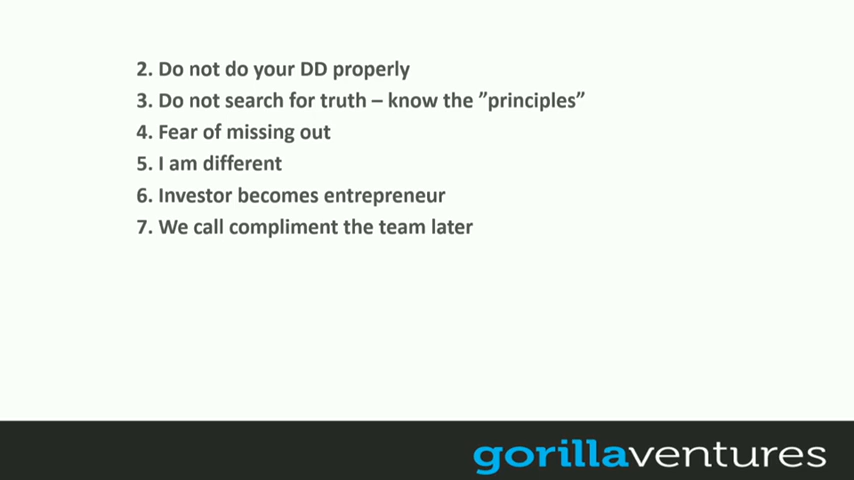 2. Do not do your DD properly
3. Do not search for truth – know the ”principles”
4. Fear of missing out
5. I am different
6. Investor becomes entrepreneur
7. We call compliment the team later
gorillaventures